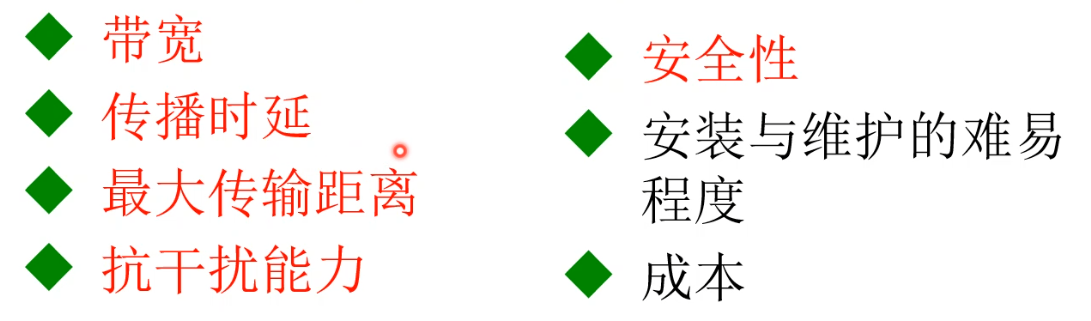 带宽
传播时延
最大传输距离
抗干扰能力
安全性
安装与维护的难易
程度
成本